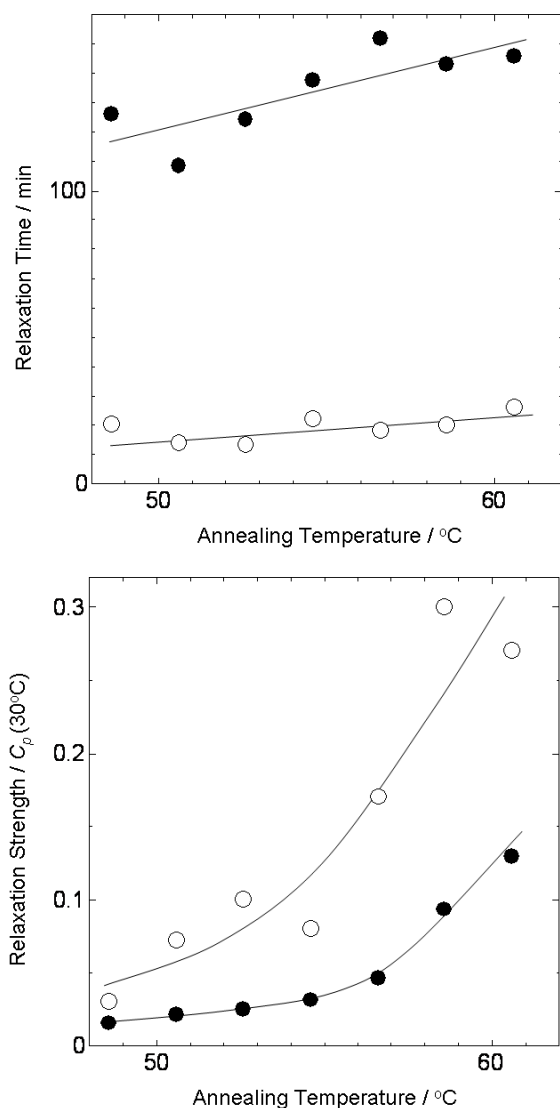 Relaxation Time / min
100
0
50
60
Annealing Temperature / °C
Relaxation Strength / Cp (30°C)
0.3
0.2
0.1
0
50
60
Annealing Temperature / °C